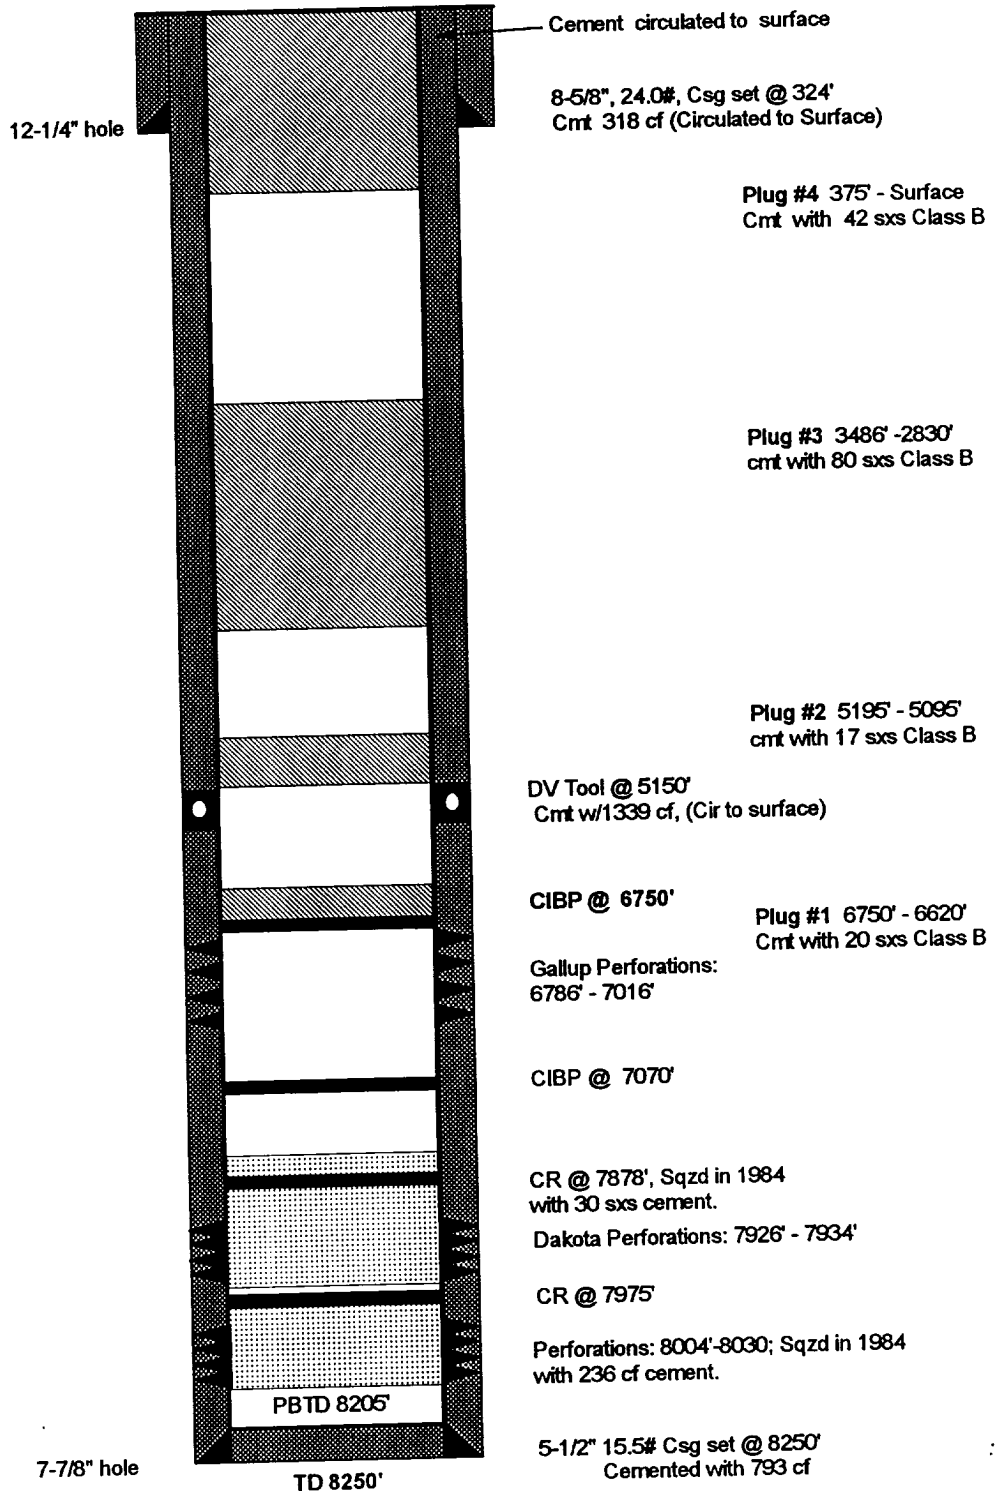 Cement circulated to surface
8-5/8", 24.0#, Csg set @ 324'
Cmt 318 cf (Circulated to Surface)
12-1/4" hole
Plug #4 375' - Surface
Cmt with 42 sxs Class B
Plug #3 3486' -2830'
cmt with 80 sxs Class B
Plug #2 5195' - 5095'
cmt with 17 sxs Class B
DV Tool @ 5150'
Cmt w/1339 cf, (Cir to surface)
CIBP @ 6750'
Plug #1 6750' - 6620'
Cmt with 20 sxs Class B
Gallup Perforations:
6786' - 7016'
CIBP @ 7070'
CR @ 7878', Sqzd in 1984
with 30 sxs cement.
Dakota Perforations: 7926' - 7934'
CR @ 7975'
Perforations: 8004'-8030; Sqzd in 1984
with 236 cf cement.
PBTD 8205'
5-1/2" 15.5# Csg set @ 8250'
Cemented with 793 cf
7-7/8" hole
TD 8250'